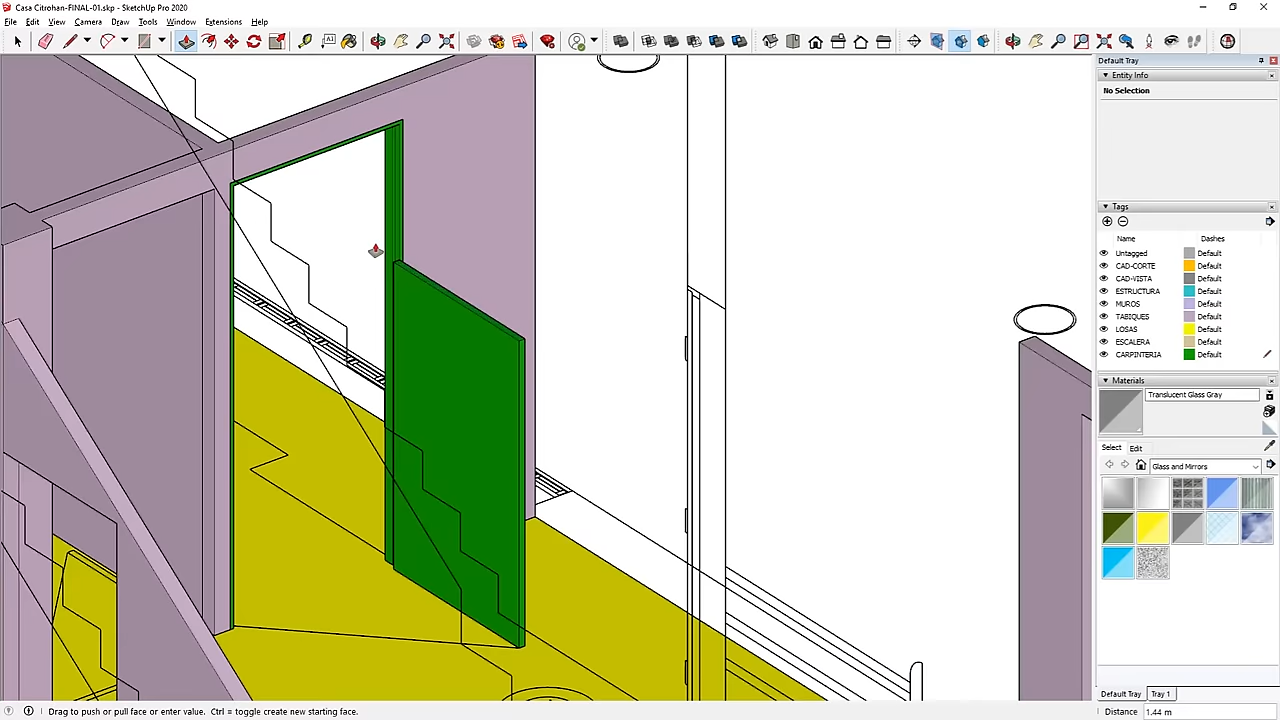 Casa Citrohan-FINAL-01.skp - SketchUp Pro 2020
File Edit View Camera Draw Tools Window Extensions Help
Default Tray
Entity Info
No Selection
Tags
Name Dashes
Untagged Default
CAD-CORTE Default
CAD-VISTA Default
ESTRUCTURA Default
MUROS Default
TABIQUES Default
LOSAS Default
ESCALERA Default
CARPINTERIA Default
Materials
Translucent Glass Gray
Select Edit
Glass and Mirrors
Default Tray Tray 1
Drag to push or pull face or enter value. Ctrl = toggle create new starting face.
Distance 1.44 m